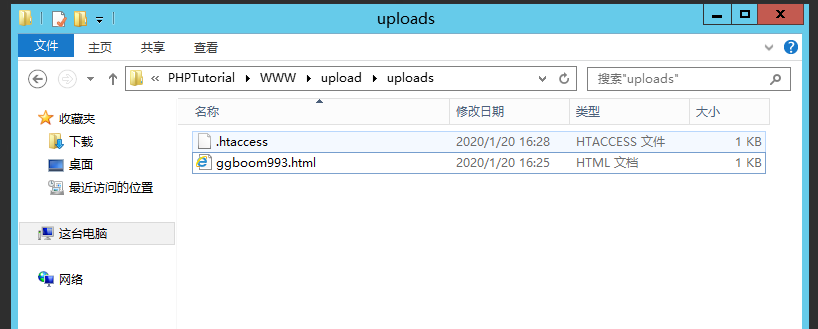 uploads
文件 主页 共享 查看
« PHPTutorial WWW upload uploads 搜索"uploads"
名称 修改日期 类型 大小
收藏夹
下载
桌面
最近访问的位置
这台电脑
网络
.htaccess 2020/1/20 16:28 HTACCESS 文件 1 KB
ggboom993.html 2020/1/20 16:25 HTML 文档 1 KB